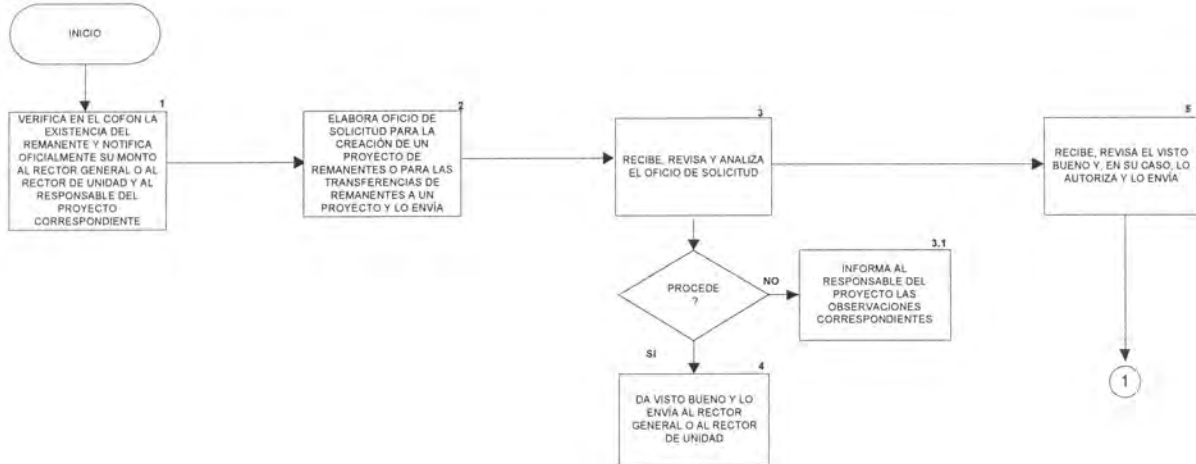 INICIO
1
VERIFICA EN EL COFON LA
EXISTENCIA DEL
REMANENTE Y NOTIFICA
OFICIALMENTE SU MONTO
AL RECTOR GENERAL O AL
RECTOR DE UNIDAD Y AL
RESPONSABLE DEL
PROYECTO
CORRESPONDIENTE
2
ELABORA OFICIO DE
SOLICITUD PARA LA
CREACIÓN DE UN
PROYECTO DE
REMANENTES O PARA LAS
TRANSFERENCIAS DE
REMANENTES A UN
PROYECTO Y LO ENVÍA
3
RECIBE, REVISA Y ANALIZA
EL OFICIO DE SOLICITUD
PROCEDE
?
NO
3.1
INFORMA AL
RESPONSABLE DEL
PROYECTO LAS
OBSERVACIONES
CORRESPONDIENTES
SI
4
DA VISTO BUENO Y LO
ENVÍA AL RECTOR
GENERAL O AL RECTOR
DE UNIDAD
5
RECIBE, REVISA EL VISTO
BUENO Y, EN SU CASO, LO
AUTORIZA Y LO ENVÍA
1